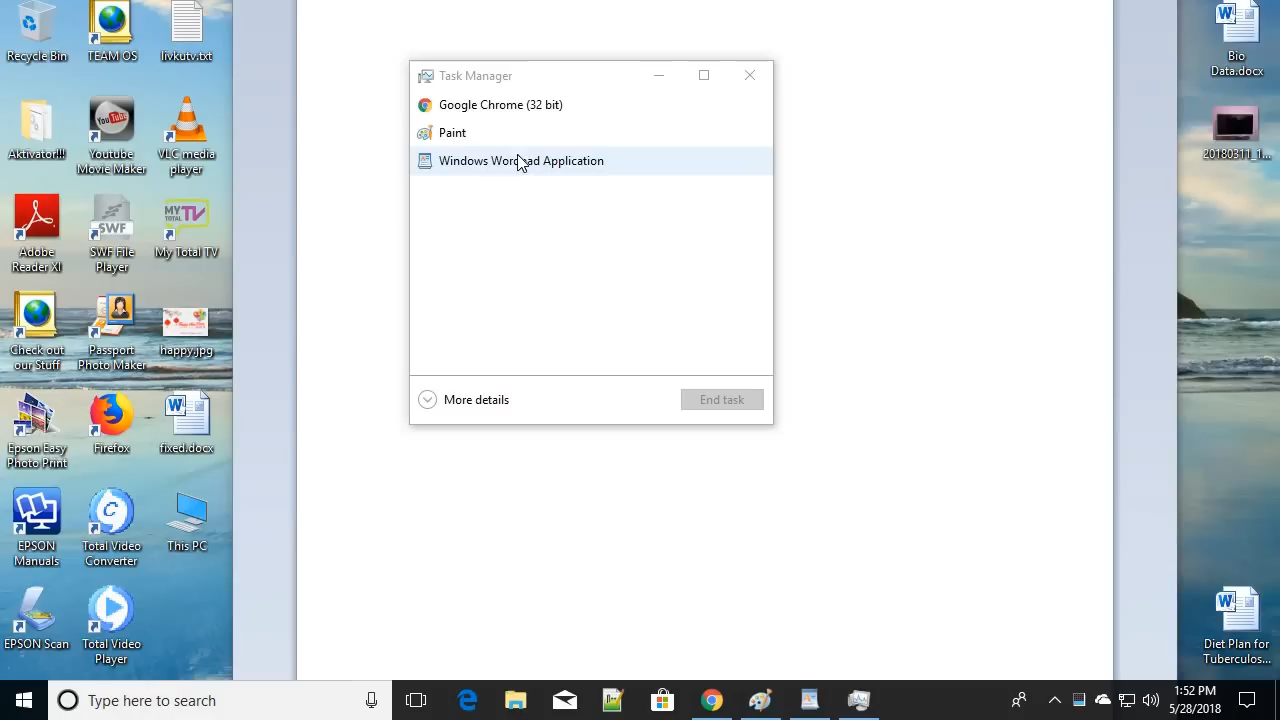 Recycle Bin
TEAM OS
livkutv.txt
Aktivator!!!
Youtube
Movie Maker
VLC media
player
Adobe
Reader XI
SWF File
Player
My Total TV
Check out
our Stuff
Passport
Photo Maker
happy.jpg
Epson Easy
Photo Print
Firefox
fixed.docx
EPSON
Manuals
Total Video
Converter
This PC
EPSON Scan
Total Video
Player
Task Manager
Google Chrome (32 bit)
Paint
Windows Wordpad Application
More details
End task
Bio
Data.docx
20180311_1...
Diet Plan for
Tuberculos...
Type here to search
1:52 PM
5/28/2018